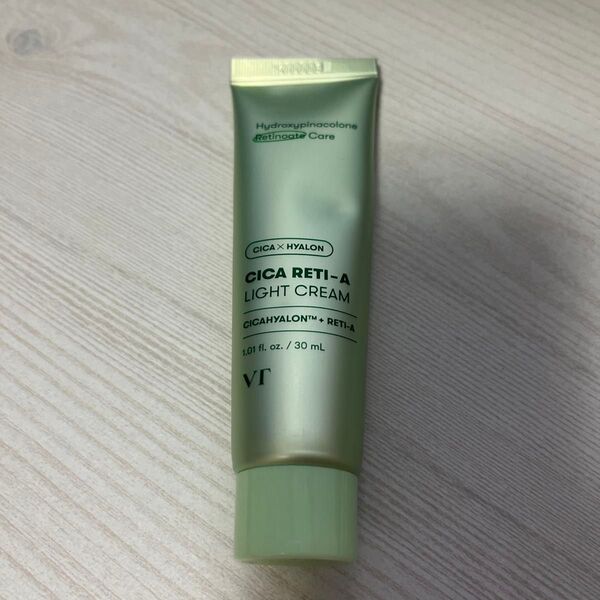 Hydroxypinacolone
Retinoate Care
CICA×HYALON
CICA RETI-A
LIGHT CREAM
CICAHYALON™ + RETI-A
1.01 fl. oz. / 30 mL
VT